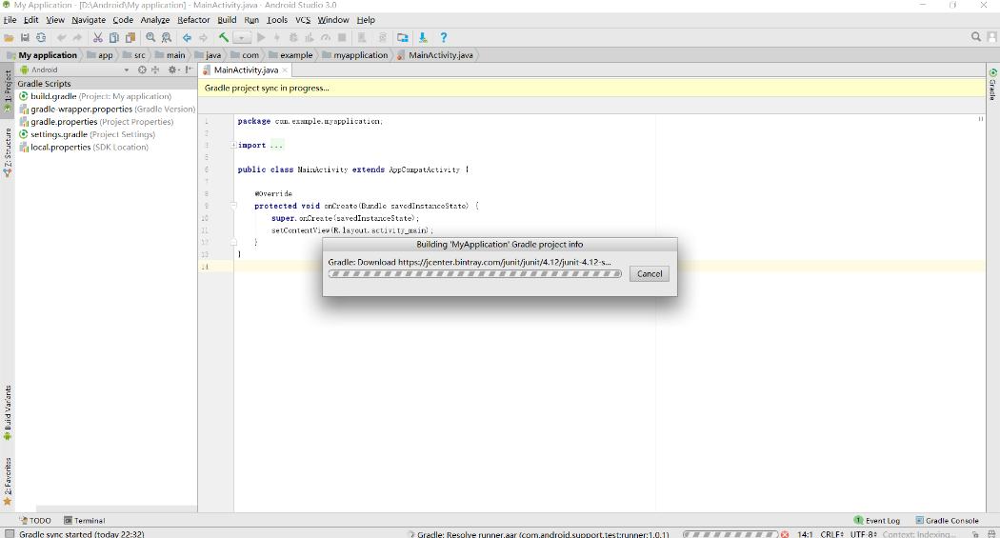 My Application - [D:\Android\My application] - MainActivity.java - Android Studio 3.0
File Edit View Navigate Code Analyze Refactor Build Run Tools VCS Window Help
My application app src main java com example myapplication MainActivity.java
Android
MainActivity.java
Gradle Scripts
build.gradle (Project: My application)
gradle-wrapper.properties (Gradle Version)
gradle.properties (Project Properties)
settings.gradle (Project Settings)
local.properties (SDK Location)
1: Project
Z: Structure
Build Variants
2: Favorites
Gradle
Gradle project sync in progress...
1 package com.example.myapplication;
2
3 import ...
5
6 public class MainActivity extends AppCompatActivity {
7
8 @Override
9 protected void onCreate(Bundle savedInstanceState) {
10 super.onCreate(savedInstanceState);
11 setContentView(R.layout.activity_main);
12 }
13 }
14
Building 'MyApplication' Gradle project info
Gradle: Download https://jcenter.bintray.com/junit/junit/4.12/junit-4.12-s...
Cancel
TODO Terminal Event Log Gradle Console
Gradle sync started (today 22:32) Gradle: Resolve runner.aar (com.android.support.test:runner:1.0.1) 14:1 CRLF UTF-8 Context: Indexing...